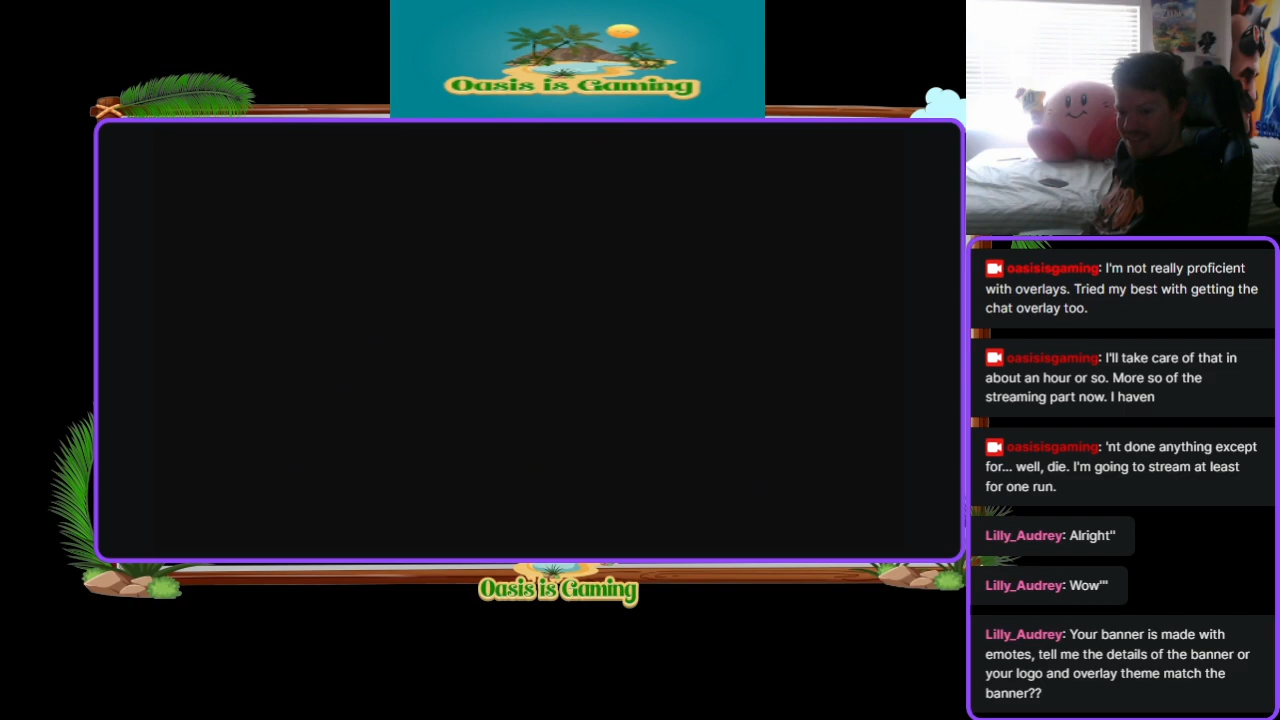 Oasis is Gaming
oasisisgaming: I'm not really proficient
with overlays. Tried my best with getting the
chat overlay too.
oasisisgaming: I'll take care of that in
about an hour or so. More so of the
streaming part now. I haven
oasisisgaming: 'nt done anything except
for... well, die. I'm going to stream at least
for one run.
Lilly_Audrey: Alright"
Lilly_Audrey: Wow""
Lilly_Audrey: Your banner is made with
emotes, tell me the details of the banner or
your logo and overlay theme match the
banner??
Oasis is Gaming